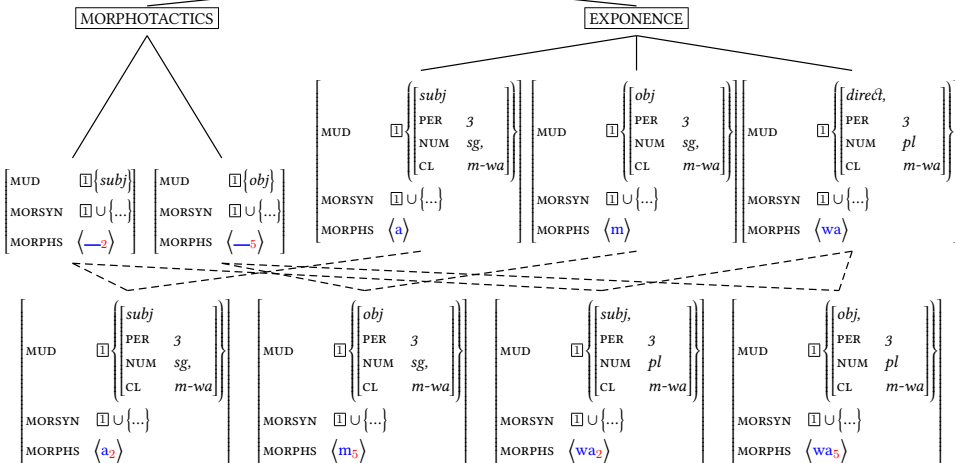 MORPHOTACTICS EXPONENCE
MUD 1 {[subj PER 3 NUM sg, CL m-wa]}
MORSYN 1 ∪ {...}
MORPHS ⟨a⟩
MUD 1 {[obj PER 3 NUM sg, CL m-wa]}
MORSYN 1 ∪ {...}
MORPHS ⟨m⟩
MUD 1 {[direct, PER 3 NUM pl CL m-wa]}
MORSYN 1 ∪ {...}
MORPHS ⟨wa⟩
MUD 1 {subj}
MORSYN 1 ∪ {...}
MORPHS ⟨__2⟩
MUD 1 {obj}
MORSYN 1 ∪ {...}
MORPHS ⟨__5⟩
MUD 1 {[subj PER 3 NUM sg, CL m-wa]}
MORSYN 1 ∪ {...}
MORPHS ⟨a2⟩
MUD 1 {[obj PER 3 NUM sg, CL m-wa]}
MORSYN 1 ∪ {...}
MORPHS ⟨m5⟩
MUD 1 {[subj, PER 3 NUM pl CL m-wa]}
MORSYN 1 ∪ {...}
MORPHS ⟨wa2⟩
MUD 1 {[obj, PER 3 NUM pl CL m-wa]}
MORSYN 1 ∪ {...}
MORPHS ⟨wa5⟩